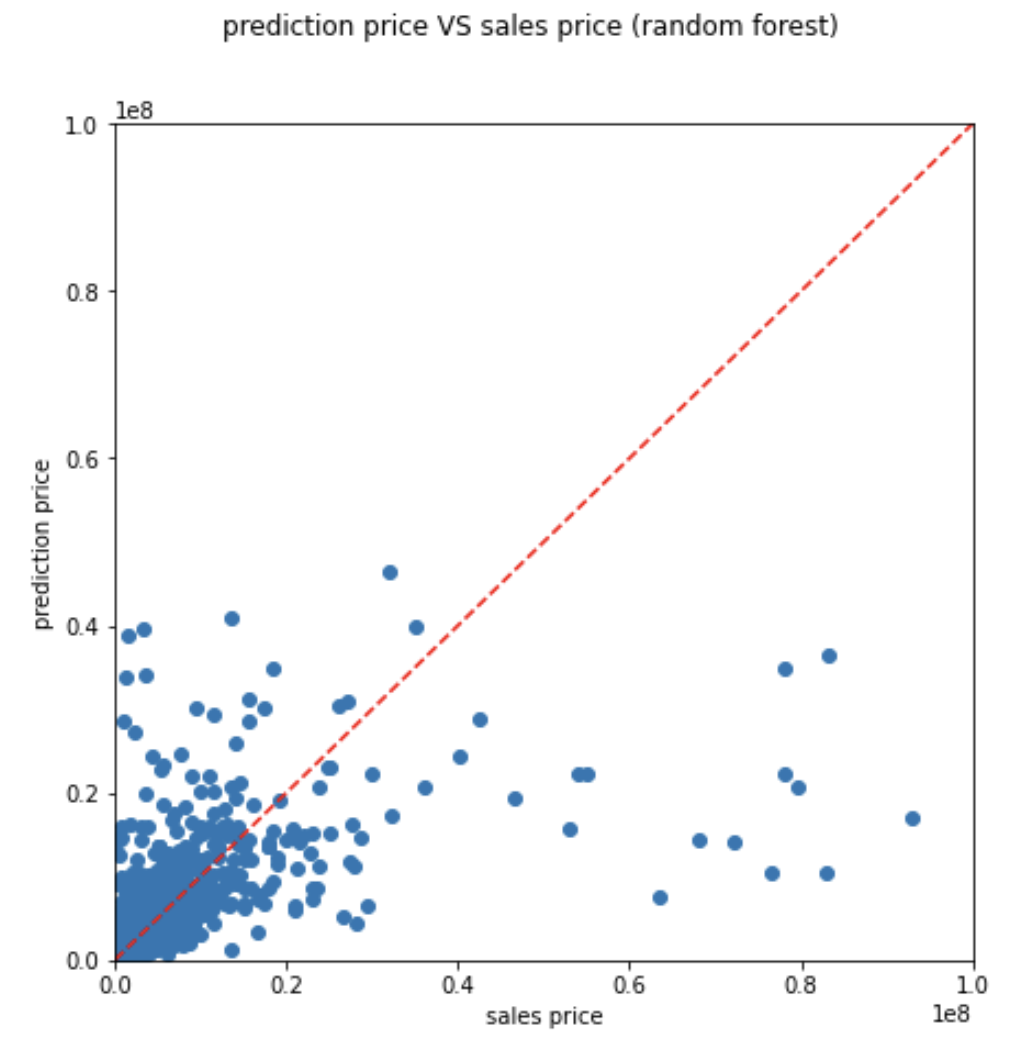 prediction price VS sales price (random forest)
1e8
1.0
0.8
0.6
0.4
0.2
0.0
prediction price
0.0 0.2 0.4 0.6 0.8 1.0
sales price
1e8